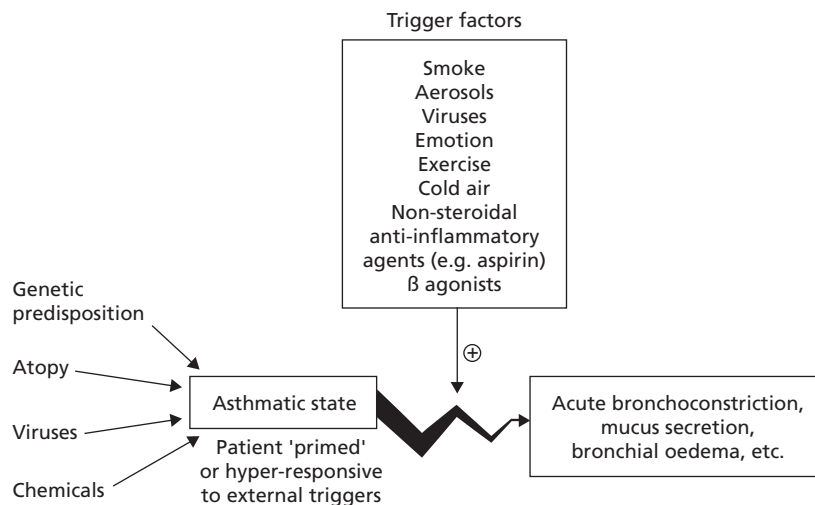 Trigger factors
Smoke
Aerosols
Viruses
Emotion
Exercise
Cold air
Non-steroidal
anti-inflammatory
agents (e.g. aspirin)
ß agonists
+
Genetic
predisposition
Atopy
Viruses
Chemicals
Asthmatic state
Patient 'primed'
or hyper-responsive
to external triggers
Acute bronchoconstriction,
mucus secretion,
bronchial oedema, etc.